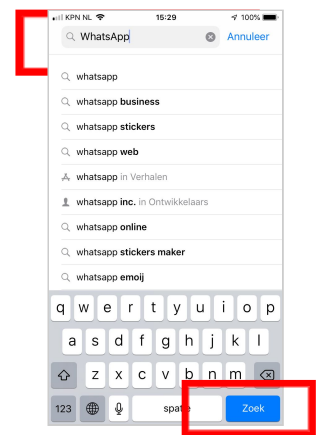 KPN NL 15:29 100%
WhatsApp Annuleer
whatsapp
whatsapp business
whatsapp stickers
whatsapp web
whatsapp in Verhalen
whatsapp inc. in Ontwikkelaars
whatsapp online
whatsapp stickers maker
whatsapp emoij
q w e r t y u i o p
a s d f g h j k l
z x c v b n m
123 spatie Zoek